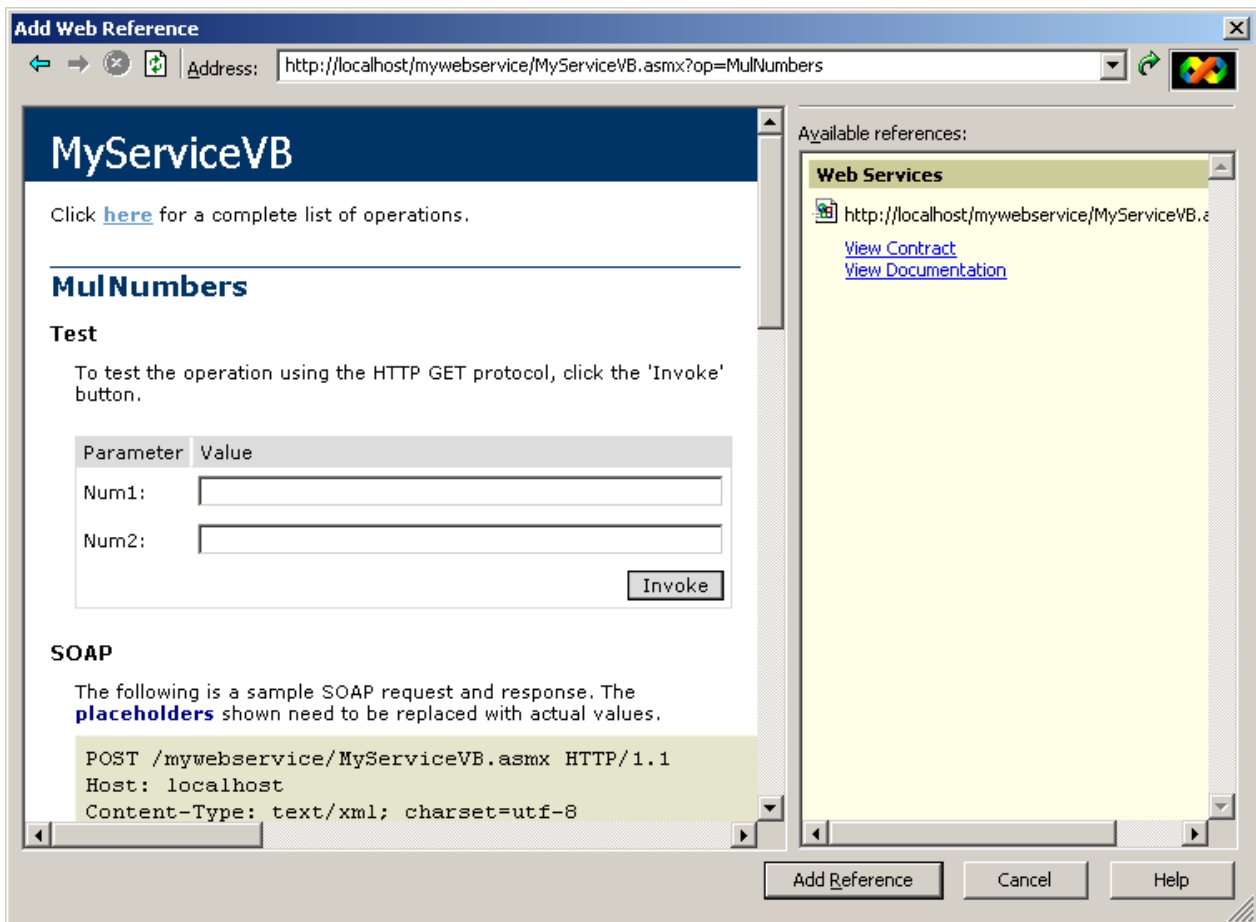 Add Web Reference
Address: http://localhost/mywebservice/MyServiceVB.asmx?op=MulNumbers
MyServiceVB
Click here for a complete list of operations.
MulNumbers
Test
To test the operation using the HTTP GET protocol, click the 'Invoke'
button.
Parameter Value
Num1:
Num2:
Invoke
SOAP
The following is a sample SOAP request and response. The
placeholders shown need to be replaced with actual values.
POST /mywebservice/MyServiceVB.asmx HTTP/1.1
Host: localhost
Content-Type: text/xml; charset=utf-8
Available references:
Web Services
http://localhost/mywebservice/MyServiceVB.a
View Contract
View Documentation
Add Reference Cancel Help